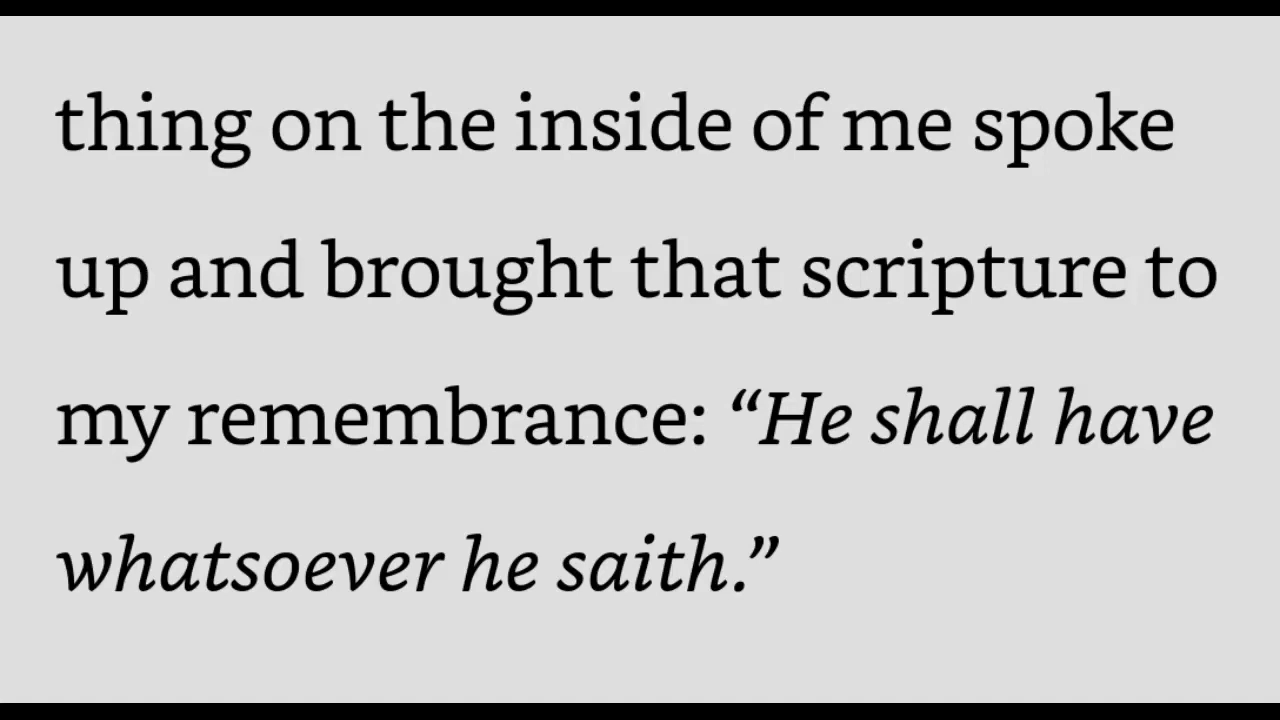 thing on the inside of me spoke
up and brought that scripture to
my remembrance: “He shall have
whatsoever he saith.”